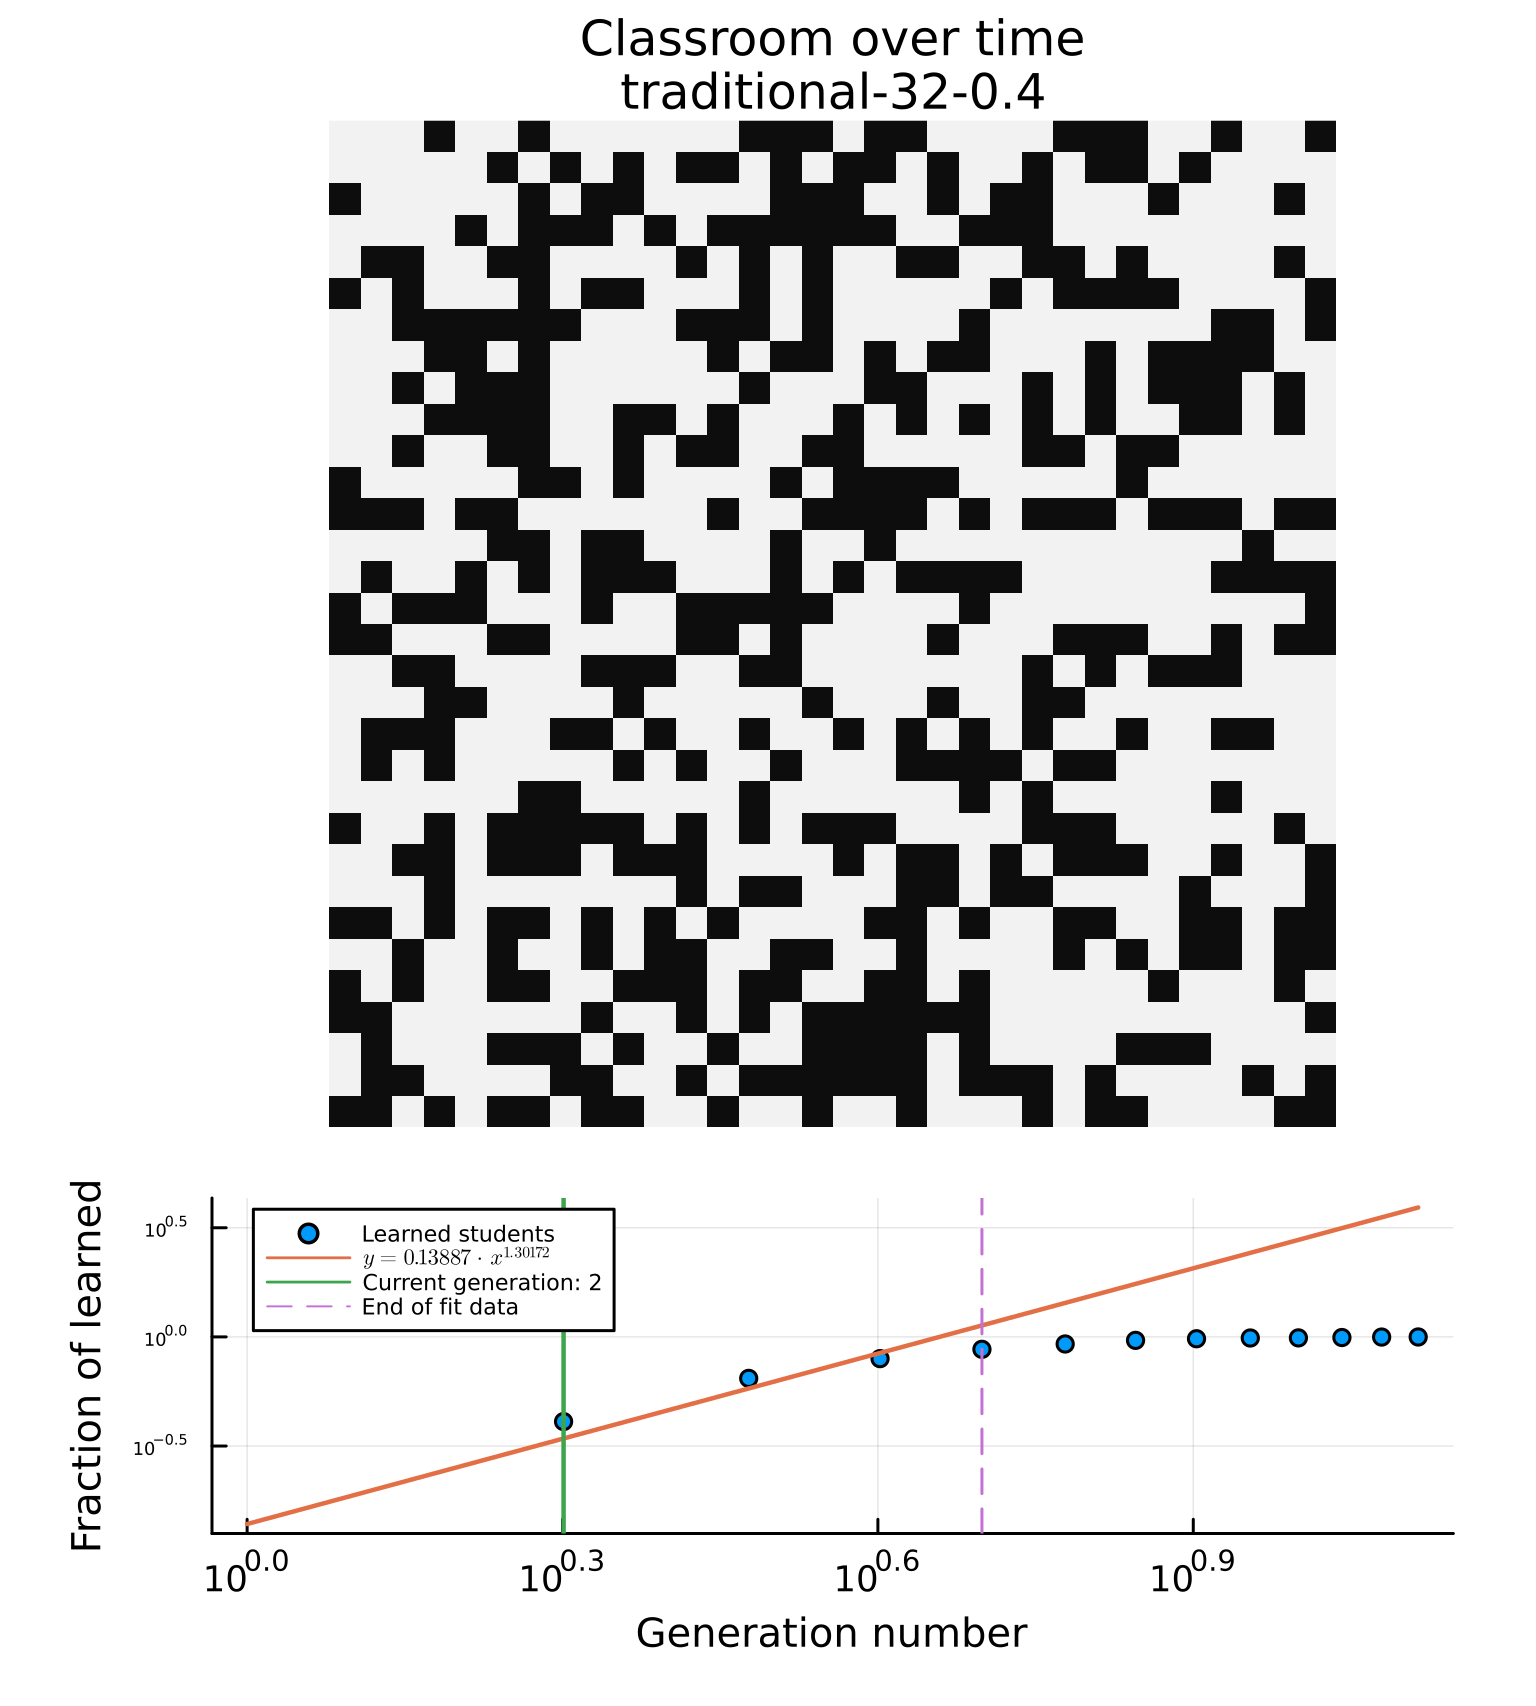 Classroom over time
traditional-32-0.4
Fraction of learned
10^0.5
10^0.0
10^−0.5
Learned students
y = 0.13887 · x^1.30172
Current generation: 2
End of fit data
10^0.0 10^0.3 10^0.6 10^0.9
Generation number